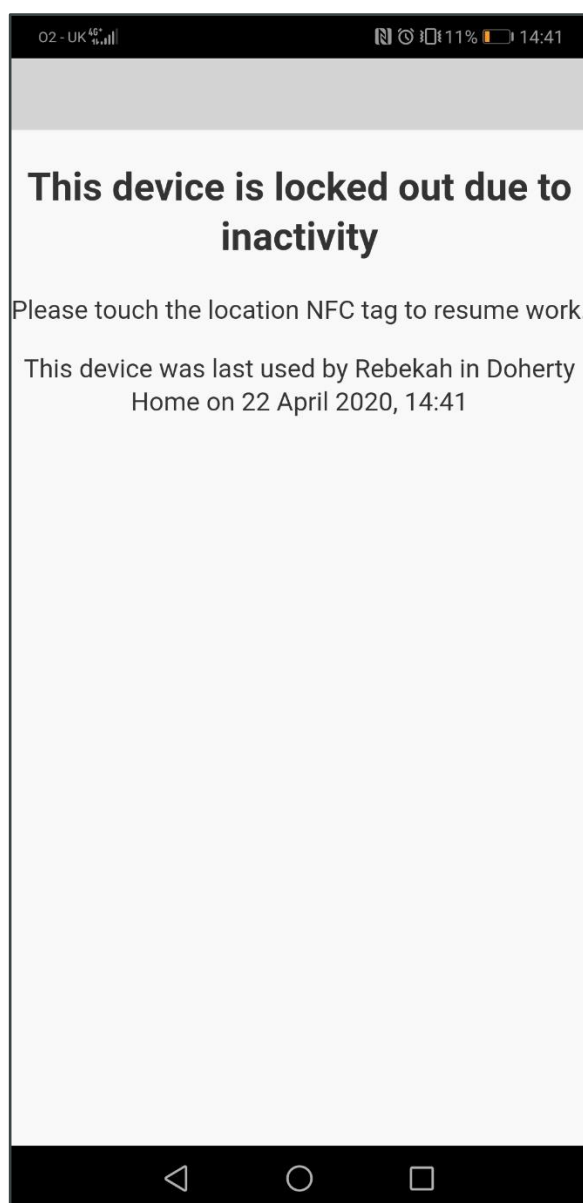 O2 - UK 4G+ 11% 14:41
This device is locked out due to
inactivity
Please touch the location NFC tag to resume work
This device was last used by Rebekah in Doherty
Home on 22 April 2020, 14:41